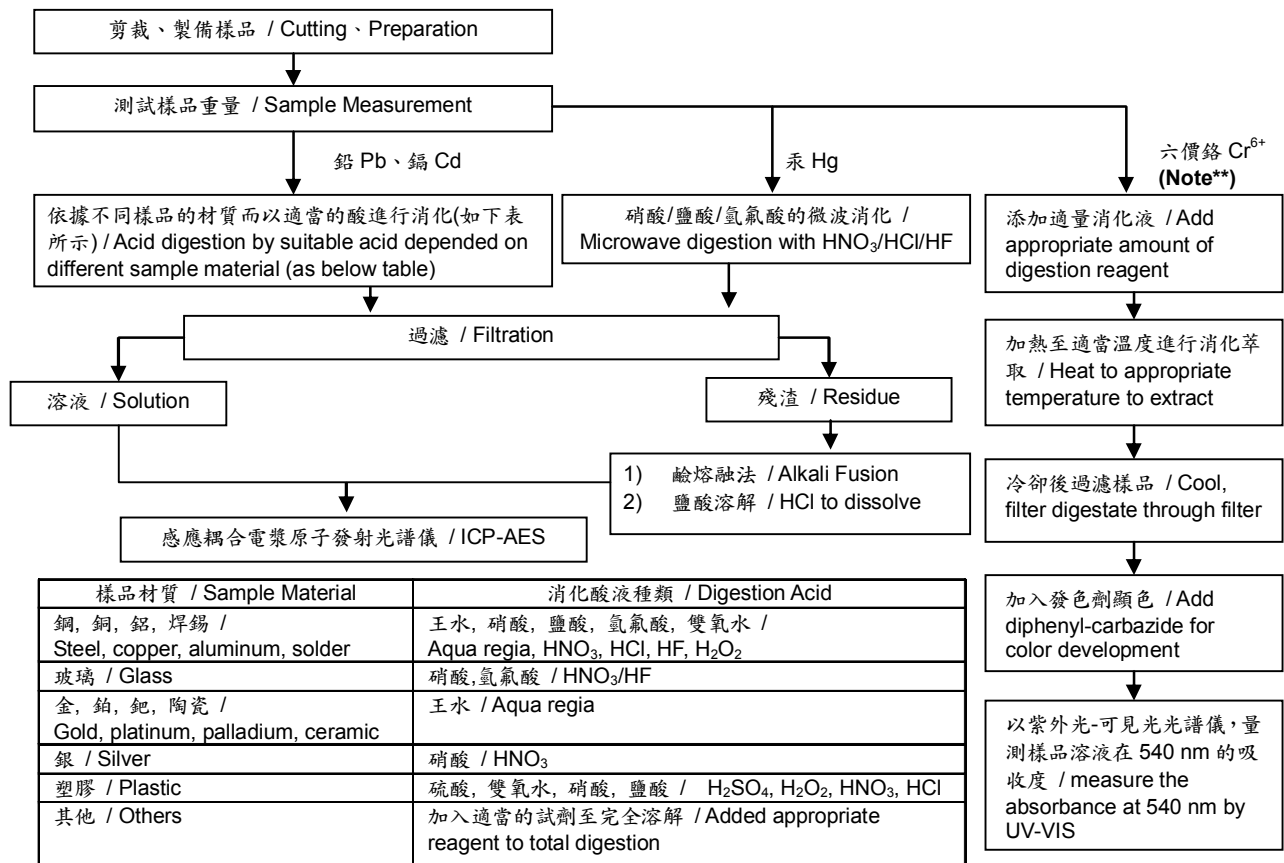 剪裁、製備樣品 / Cutting、Preparation
測試樣品重量 / Sample Measurement
鉛 Pb、鎘 Cd
汞 Hg
六價鉻 Cr6+
(Note**)
依據不同樣品的材質而以適當的酸進行消化(如下表
所示) / Acid digestion by suitable acid depended on
different sample material (as below table)
硝酸/鹽酸/氫氟酸的微波消化 /
Microwave digestion with HNO3/HCl/HF
添加適量消化液 / Add
appropriate amount of
digestion reagent
過濾 / Filtration
加熱至適當溫度進行消化萃
取 / Heat to appropriate
temperature to extract
溶液 / Solution
殘渣 / Residue
1) 鹼熔融法 / Alkali Fusion
2) 鹽酸溶解 / HCl to dissolve
冷卻後過濾樣品 / Cool,
filter digestate through filter
感應耦合電漿原子發射光譜儀 / ICP-AES
加入發色劑顯色 / Add
diphenyl-carbazide for
color development
以紫外光-可見光光譜儀，量
測樣品溶液在 540 nm 的吸
收度 / measure the
absorbance at 540 nm by
UV-VIS
樣品材質 / Sample Material
消化酸液種類 / Digestion Acid
鋼, 銅, 鋁, 焊錫 /
Steel, copper, aluminum, solder
王水, 硝酸, 鹽酸, 氫氟酸, 雙氧水 /
Aqua regia, HNO3, HCl, HF, H2O2
玻璃 / Glass
硝酸,氫氟酸 / HNO3/HF
金, 鉑, 鈀, 陶瓷 /
Gold, platinum, palladium, ceramic
王水 / Aqua regia
銀 / Silver
硝酸 / HNO3
塑膠 / Plastic
硫酸, 雙氧水, 硝酸, 鹽酸 / H2SO4, H2O2, HNO3, HCl
其他 / Others
加入適當的試劑至完全溶解 / Added appropriate
reagent to total digestion